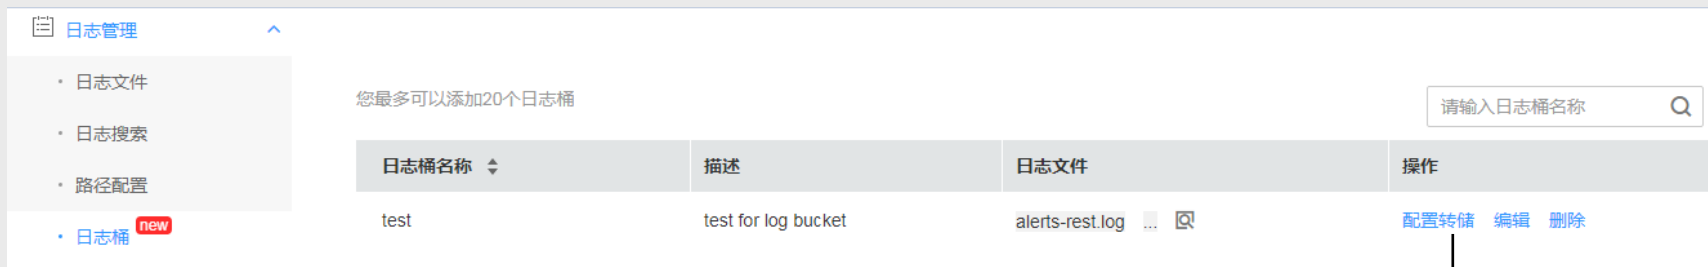 日志管理
日志文件
日志搜索
路径配置
日志桶 new
您最多可以添加20个日志桶
请输入日志桶名称
日志桶名称 描述 日志文件 操作
test test for log bucket alerts-rest.log ... 配置转储 编辑 删除